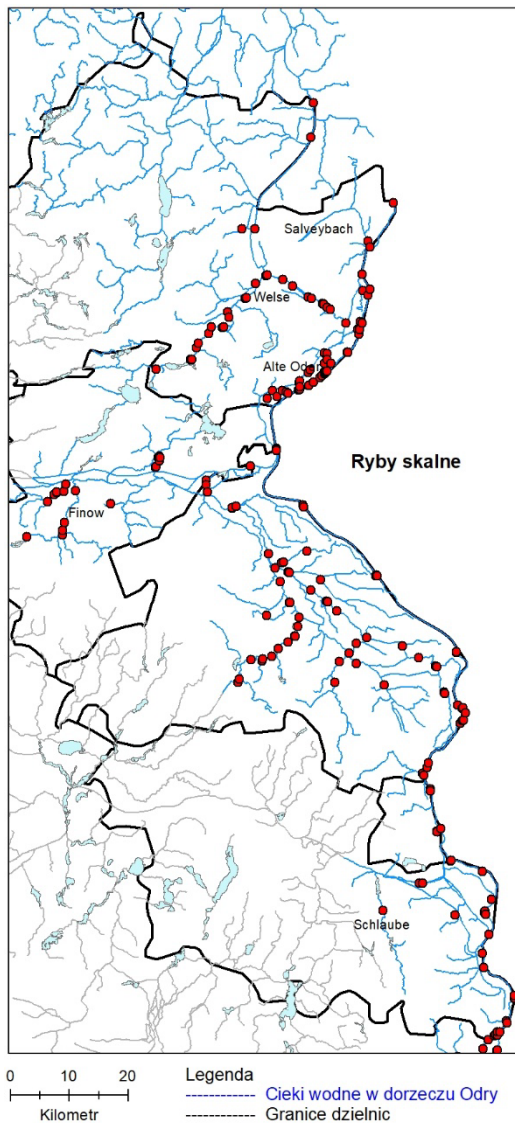 Salveybach
Welse
Alte Oder
Ryby skalne
Finow
Schlaube
0 10 20
Kilometr
Legenda
Cieki wodne w dorzeczu Odry
Granice dzielnic